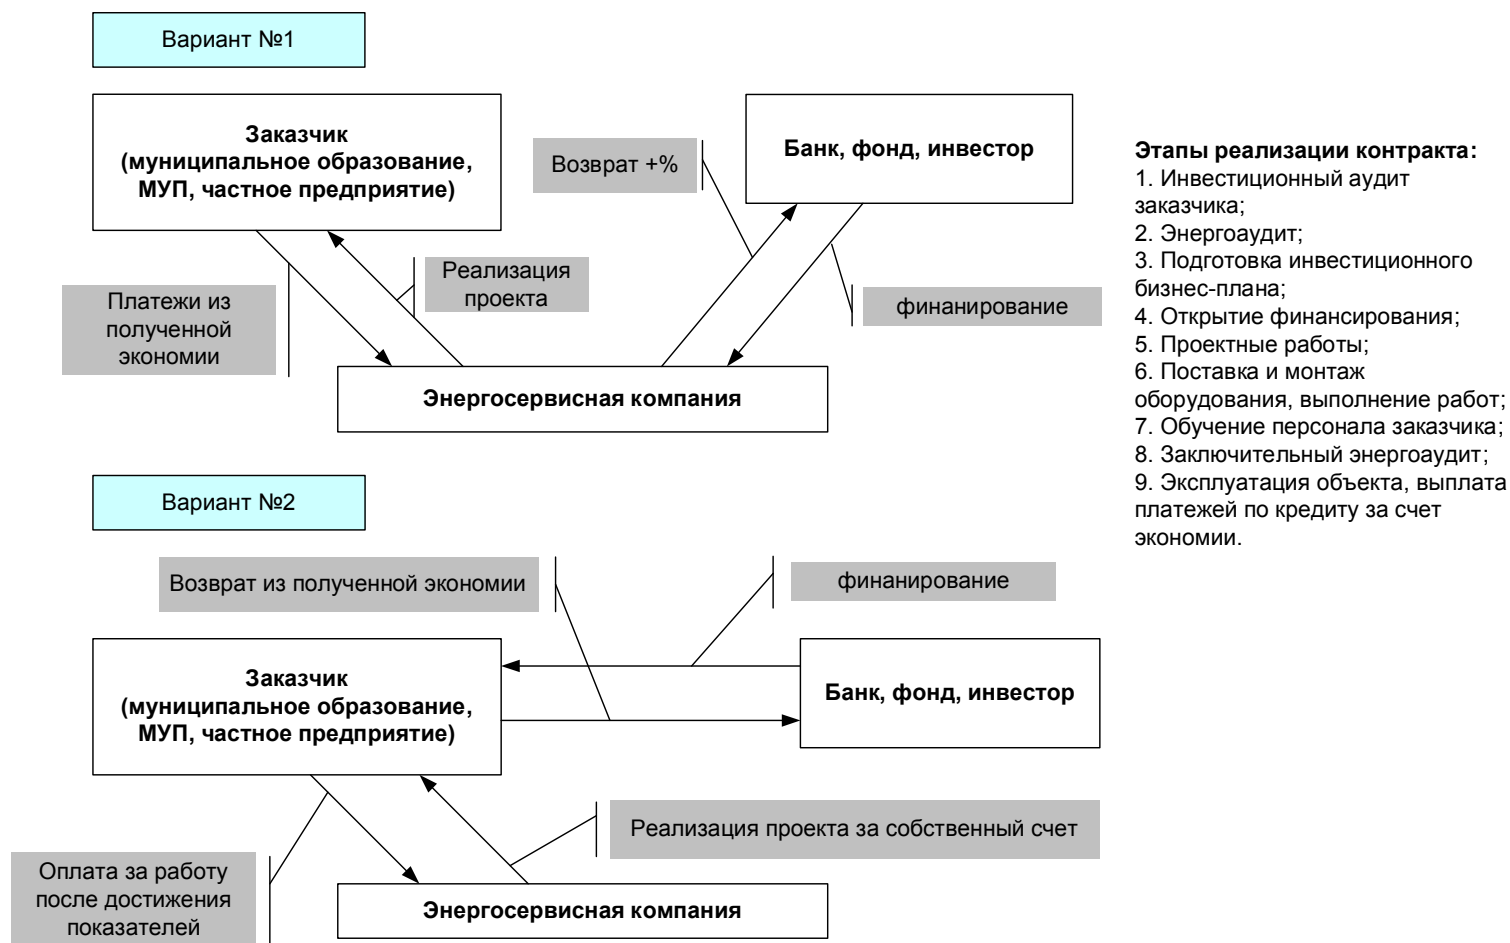 Вариант №1
Заказчик
(муниципальное образование,
МУП, частное предприятие)
Возврат +%
Банк, фонд, инвестор
Платежи из
полученной
экономии
Реализация
проекта
финанирование
Энергосервисная компания
Этапы реализации контракта:
1. Инвестиционный аудит
заказчика;
2. Энергоаудит;
3. Подготовка инвестиционного
бизнес-плана;
4. Открытие финансирования;
5. Проектные работы;
6. Поставка и монтаж
оборудования, выполнение работ;
7. Обучение персонала заказчика;
8. Заключительный энергоаудит;
9. Эксплуатация объекта, выплата
платежей по кредиту за счет
экономии.
Вариант №2
Возврат из полученной экономии
финанирование
Заказчик
(муниципальное образование,
МУП, частное предприятие)
Банк, фонд, инвестор
Реализация проекта за собственный счет
Оплата за работу
после достижения
показателей
Энергосервисная компания